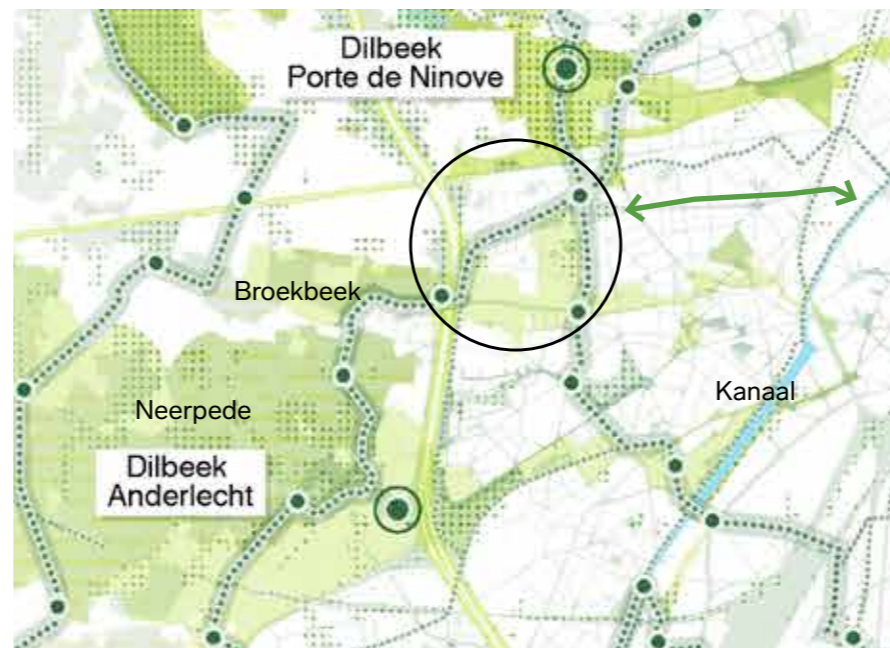 Dilbeek
Porte de Ninove
Broekbeek
Kanaal
Neerpede
Dilbeek
Anderlecht